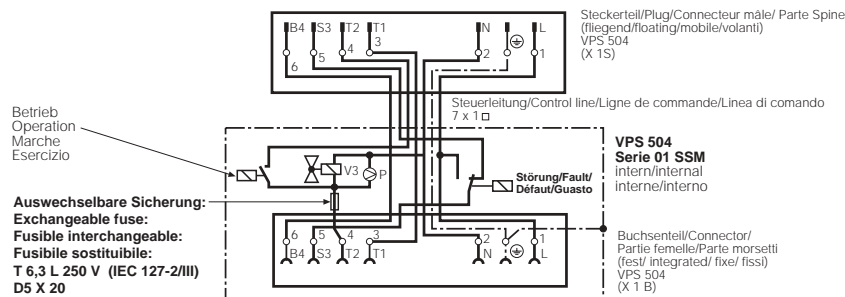 B4 S3 T2 T1 N L
6 5 4 3 2 1
Steckerteil/Plug/Connecteur mâle/ Parte Spine
(fliegend/floating/mobile/volanti)
VPS 504
(X 1S)
Steuerleitung/Control line/Ligne de commande/Linea di comando
7 x 1
Betrieb
Operation
Marche
Esercizio
V3 P
Störung/Fault/
Défaut/Guasto
VPS 504
Serie 01 SSM
intern/internal
interne/interno
Auswechselbare Sicherung:
Exchangeable fuse:
Fusible interchangeable:
Fusibile sostituibile:
T 6,3 L 250 V (IEC 127-2/III)
D5 X 20
6 5 4 3 2 1
B4 S3 T2 T1 N L
Buchsenteil/Connector/
Partie femelle/Parte morsetti
(fest/ integrated/ fixe/ fissi)
VPS 504
(X 1 B)